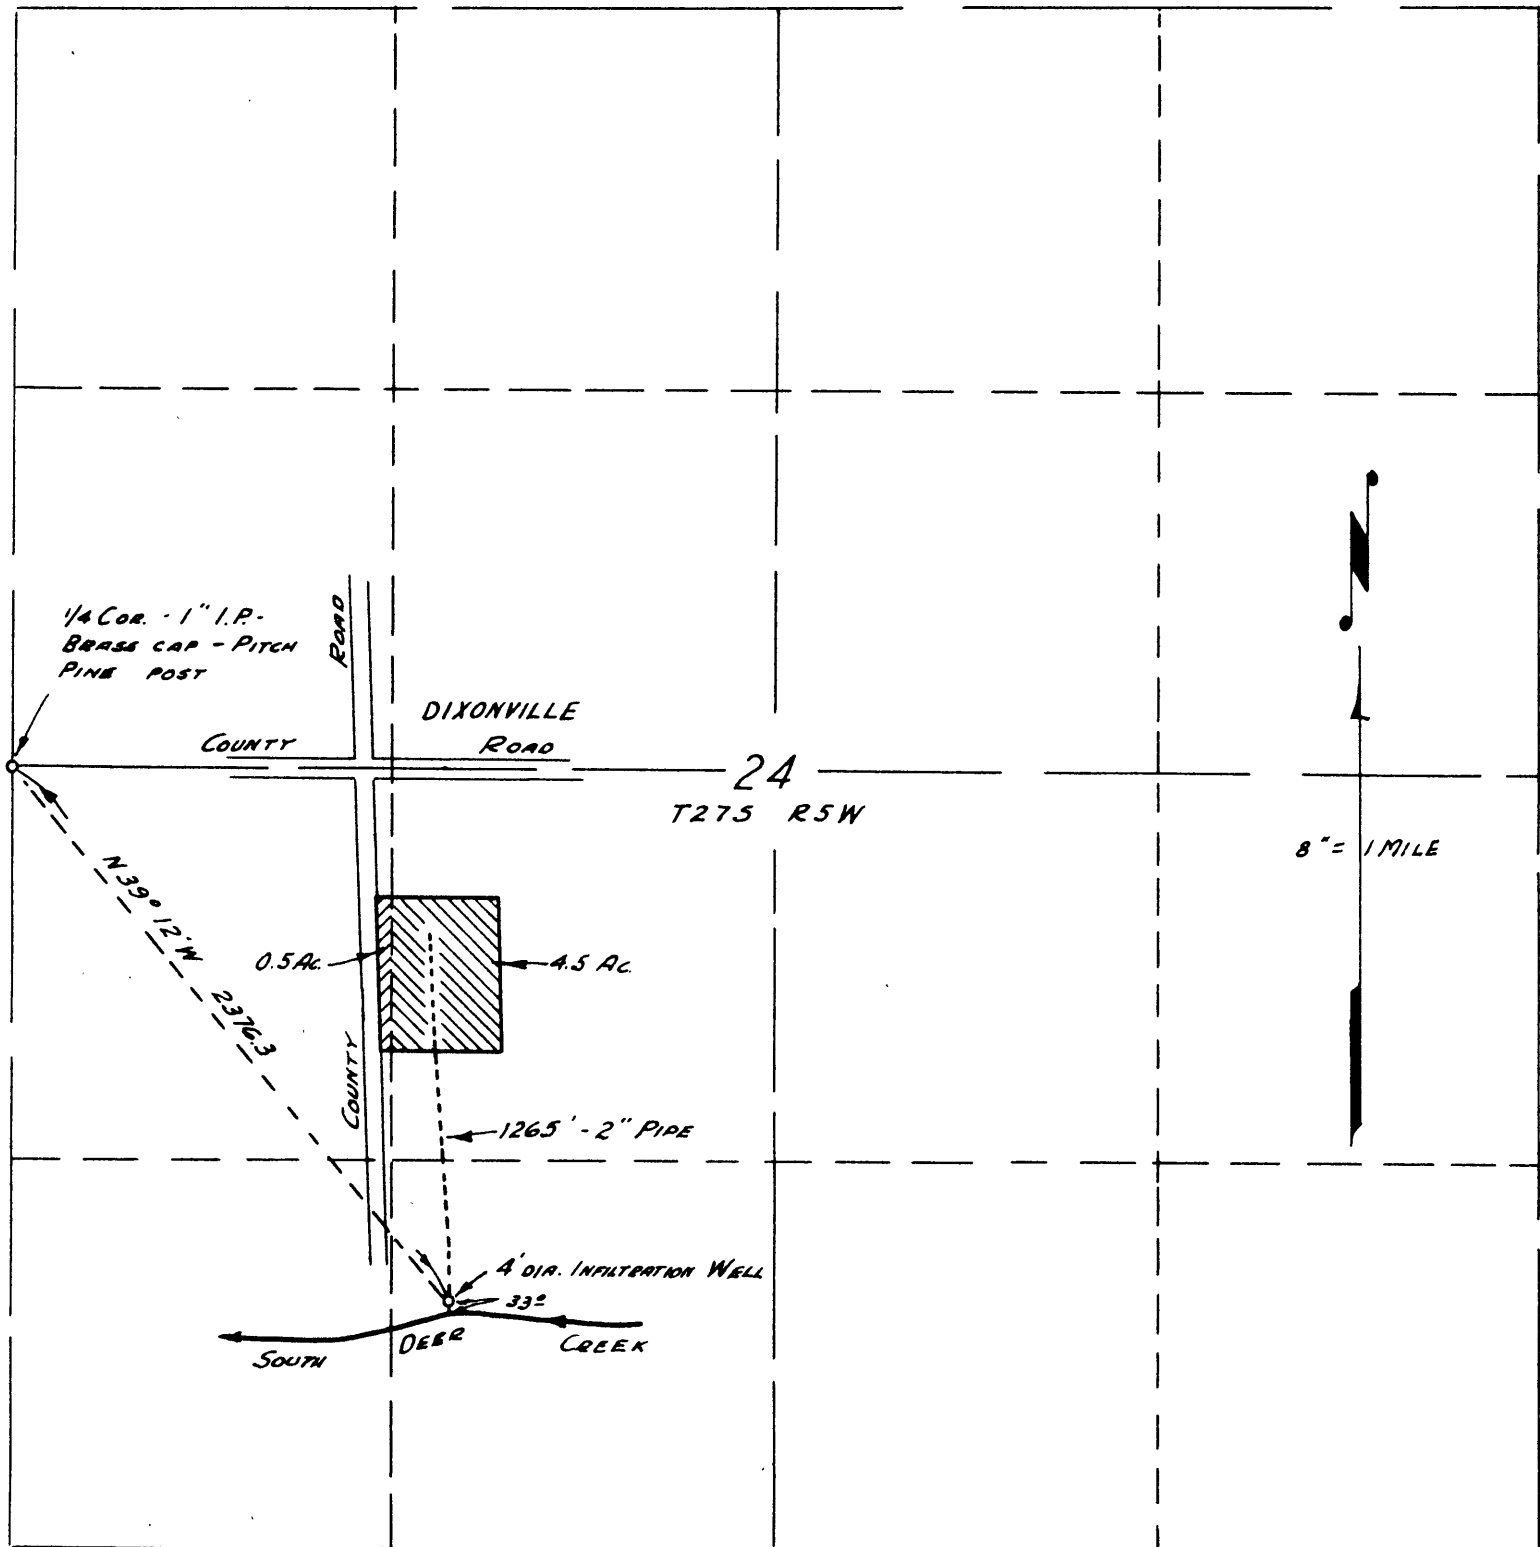 1/4 COR. - 1" I.P. -
BRASS CAP - PITCH
PINE POST
ROAD
DIXONVILLE
COUNTY ROAD
24
T27S R5W
N
8" = 1 MILE
N 39° 12' W 2376.3
0.5 AC.
4.5 AC.
COUNTY
1265' - 2" PIPE
4' DIA. INFILTRATION WELL
33°
SOUTH DEER CREEK